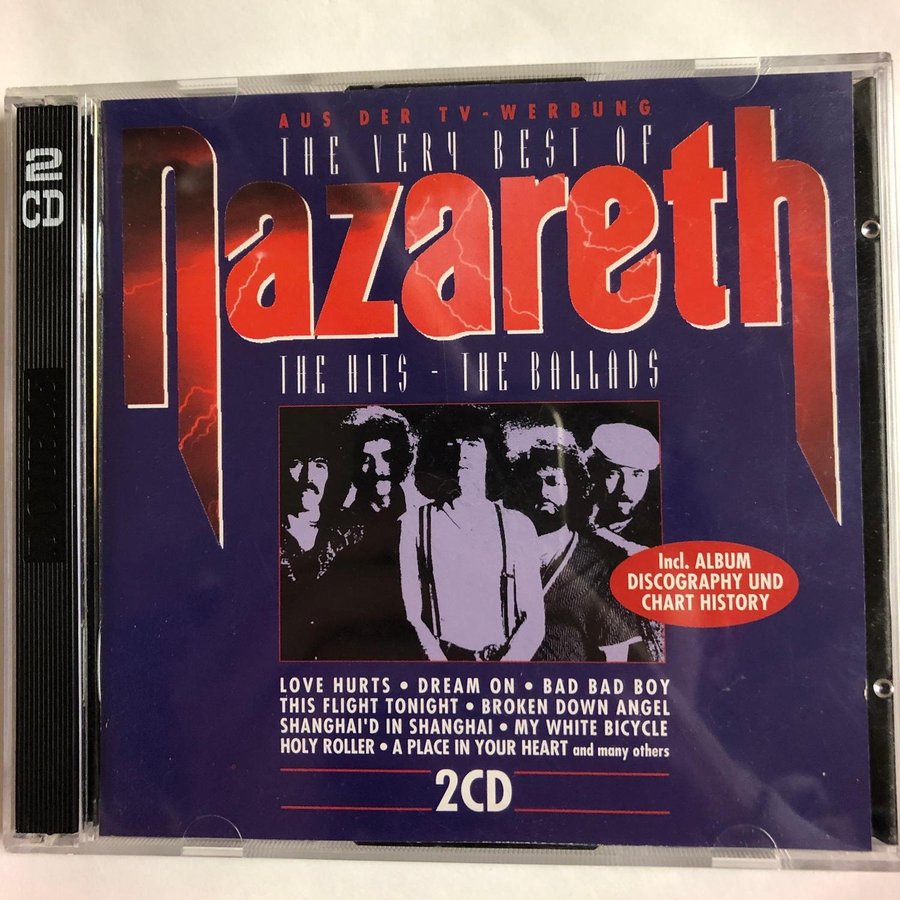 AUS DER TV-WERBUNG
THE VERY BEST OF
nazareth
THE HITS - THE BALLADS
Incl. ALBUM
DISCOGRAPHY UND
CHART HISTORY
LOVE HURTS • DREAM ON • BAD BAD BOY
THIS FLIGHT TONIGHT • BROKEN DOWN ANGEL
SHANGHAI'D IN SHANGHAI • MY WHITE BICYCLE
HOLY ROLLER • A PLACE IN YOUR HEART and many others
2CD
2CD